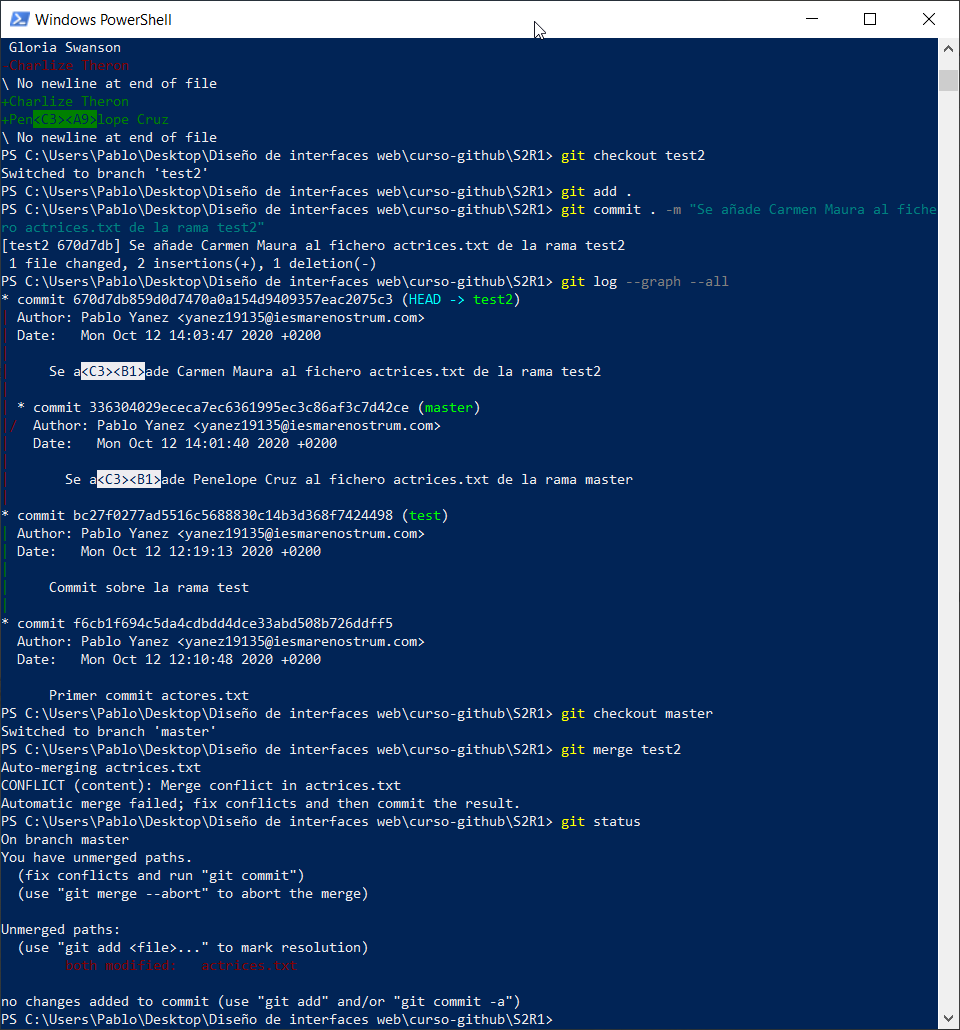 Windows PowerShell
 Gloria Swanson
-Charlize Theron
\ No newline at end of file
+Charlize Theron
+Pen<C3><A9>lope Cruz
\ No newline at end of file
PS C:\Users\Pablo\Desktop\Diseño de interfaces web\curso-github\S2R1> git checkout test2
Switched to branch 'test2'
PS C:\Users\Pablo\Desktop\Diseño de interfaces web\curso-github\S2R1> git add .
PS C:\Users\Pablo\Desktop\Diseño de interfaces web\curso-github\S2R1> git commit . -m "Se añade Carmen Maura al fiche
ro actrices.txt de la rama test2"
[test2 670d7db] Se añade Carmen Maura al fichero actrices.txt de la rama test2
 1 file changed, 2 insertions(+), 1 deletion(-)
PS C:\Users\Pablo\Desktop\Diseño de interfaces web\curso-github\S2R1> git log --graph --all
* commit 670d7db859d0d7470a0a154d9409357eac2075c3 (HEAD -> test2)
| Author: Pablo Yanez <yanez19135@iesmarenostrum.com>
| Date:   Mon Oct 12 14:03:47 2020 +0200
|
|     Se a<C3><B1>ade Carmen Maura al fichero actrices.txt de la rama test2
|
| * commit 336304029ececa7ec6361995ec3c86af3c7d42ce (master)
|/  Author: Pablo Yanez <yanez19135@iesmarenostrum.com>
|   Date:   Mon Oct 12 14:01:40 2020 +0200
|
|       Se a<C3><B1>ade Penelope Cruz al fichero actrices.txt de la rama master
|
* commit bc27f0277ad5516c5688830c14b3d368f7424498 (test)
| Author: Pablo Yanez <yanez19135@iesmarenostrum.com>
| Date:   Mon Oct 12 12:19:13 2020 +0200
|
|     Commit sobre la rama test
|
* commit f6cb1f694c5da4cdbdd4dce33abd508b726ddff5
  Author: Pablo Yanez <yanez19135@iesmarenostrum.com>
  Date:   Mon Oct 12 12:10:48 2020 +0200

      Primer commit actores.txt
PS C:\Users\Pablo\Desktop\Diseño de interfaces web\curso-github\S2R1> git checkout master
Switched to branch 'master'
PS C:\Users\Pablo\Desktop\Diseño de interfaces web\curso-github\S2R1> git merge test2
Auto-merging actrices.txt
CONFLICT (content): Merge conflict in actrices.txt
Automatic merge failed; fix conflicts and then commit the result.
PS C:\Users\Pablo\Desktop\Diseño de interfaces web\curso-github\S2R1> git status
On branch master
You have unmerged paths.
  (fix conflicts and run "git commit")
  (use "git merge --abort" to abort the merge)

Unmerged paths:
  (use "git add <file>..." to mark resolution)
        both modified:   actrices.txt

no changes added to commit (use "git add" and/or "git commit -a")
PS C:\Users\Pablo\Desktop\Diseño de interfaces web\curso-github\S2R1>